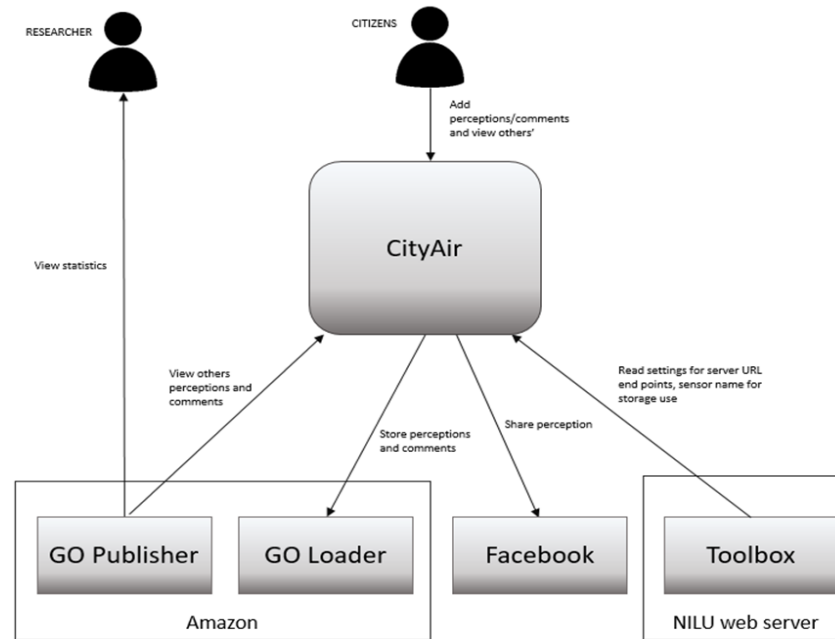 RESEARCHER
CITIZENS
Add
perceptions/comments
and view others'
CityAir
View statistics
View others
perceptions and
comments
Store perceptions
and comments
Share perception
Read settings for server URL
end points, sensor name for
storage use
GO Publisher
GO Loader
Facebook
Toolbox
Amazon
NILU web server